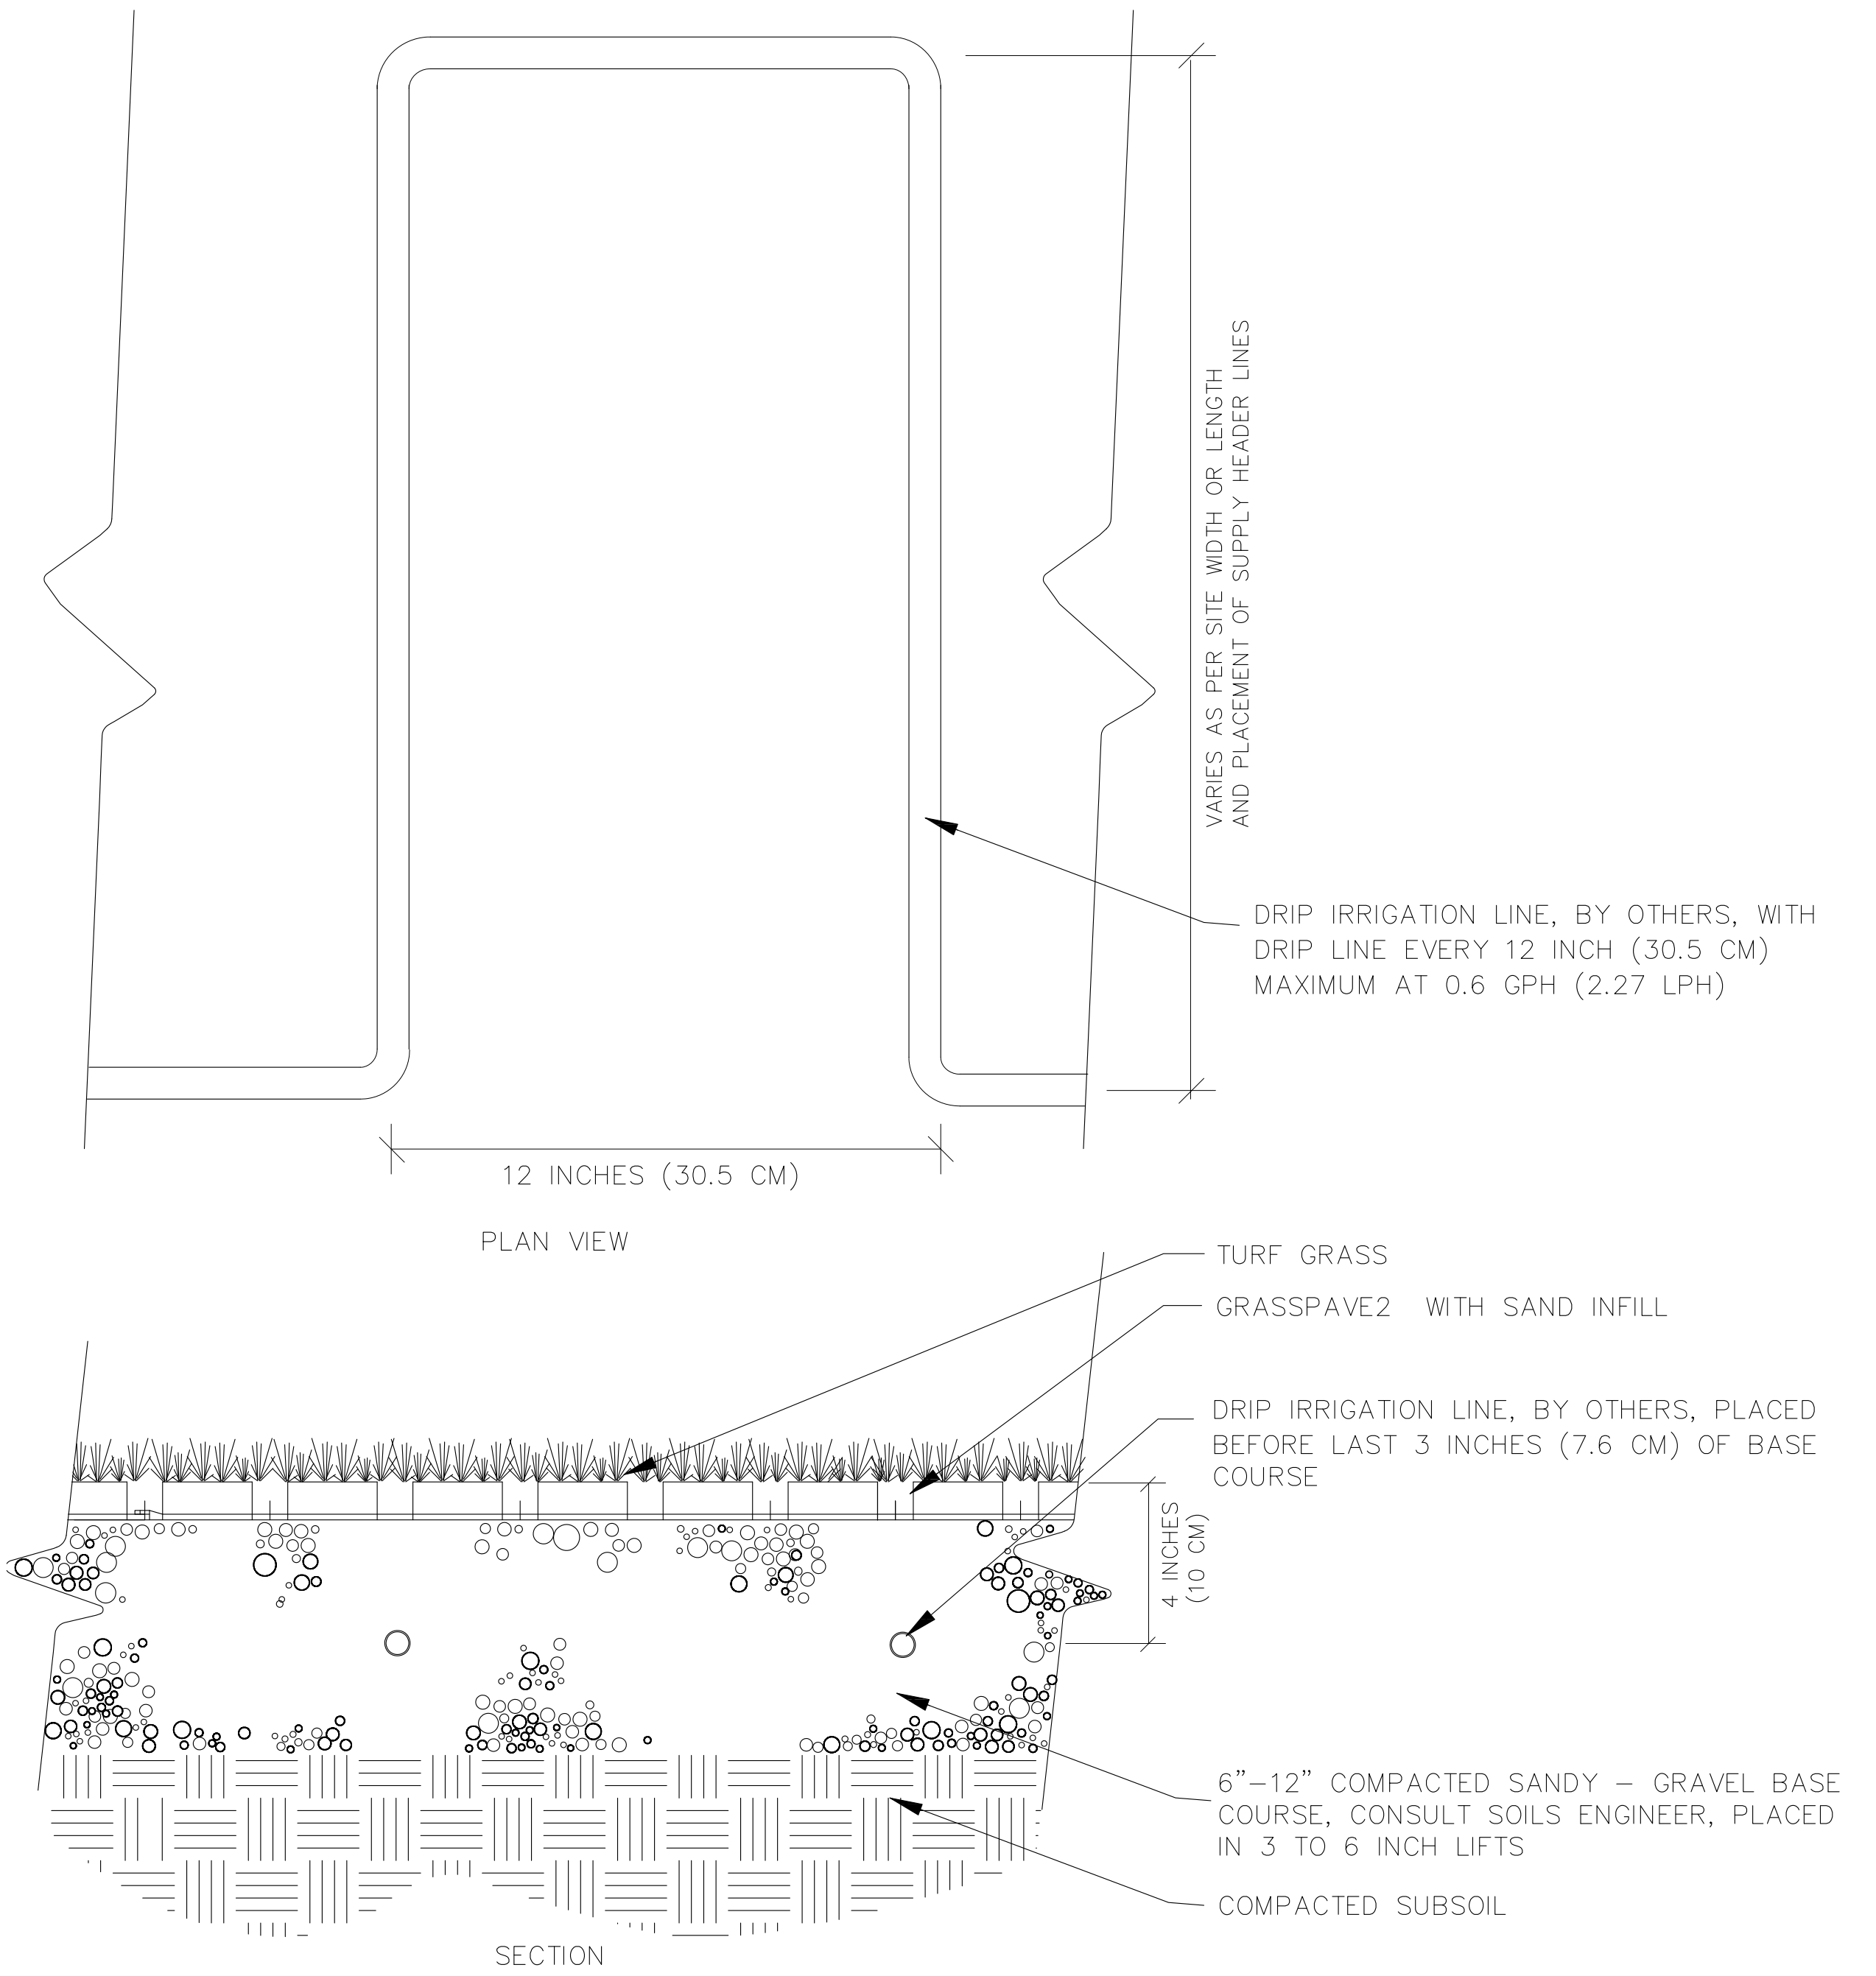 VARIES AS PER SITE WIDTH OR LENGTH
AND PLACEMENT OF SUPPLY HEADER LINES
DRIP IRRIGATION LINE, BY OTHERS, WITH
DRIP LINE EVERY 12 INCH (30.5 CM)
MAXIMUM AT 0.6 GPH (2.27 LPH)
12 INCHES (30.5 CM)
PLAN VIEW
TURF GRASS
GRASSPAVE2 WITH SAND INFILL
DRIP IRRIGATION LINE, BY OTHERS, PLACED
BEFORE LAST 3 INCHES (7.6 CM) OF BASE
COURSE
4 INCHES
(10 CM)
6”–12” COMPACTED SANDY – GRAVEL BASE
COURSE, CONSULT SOILS ENGINEER, PLACED
IN 3 TO 6 INCH LIFTS
COMPACTED SUBSOIL
SECTION